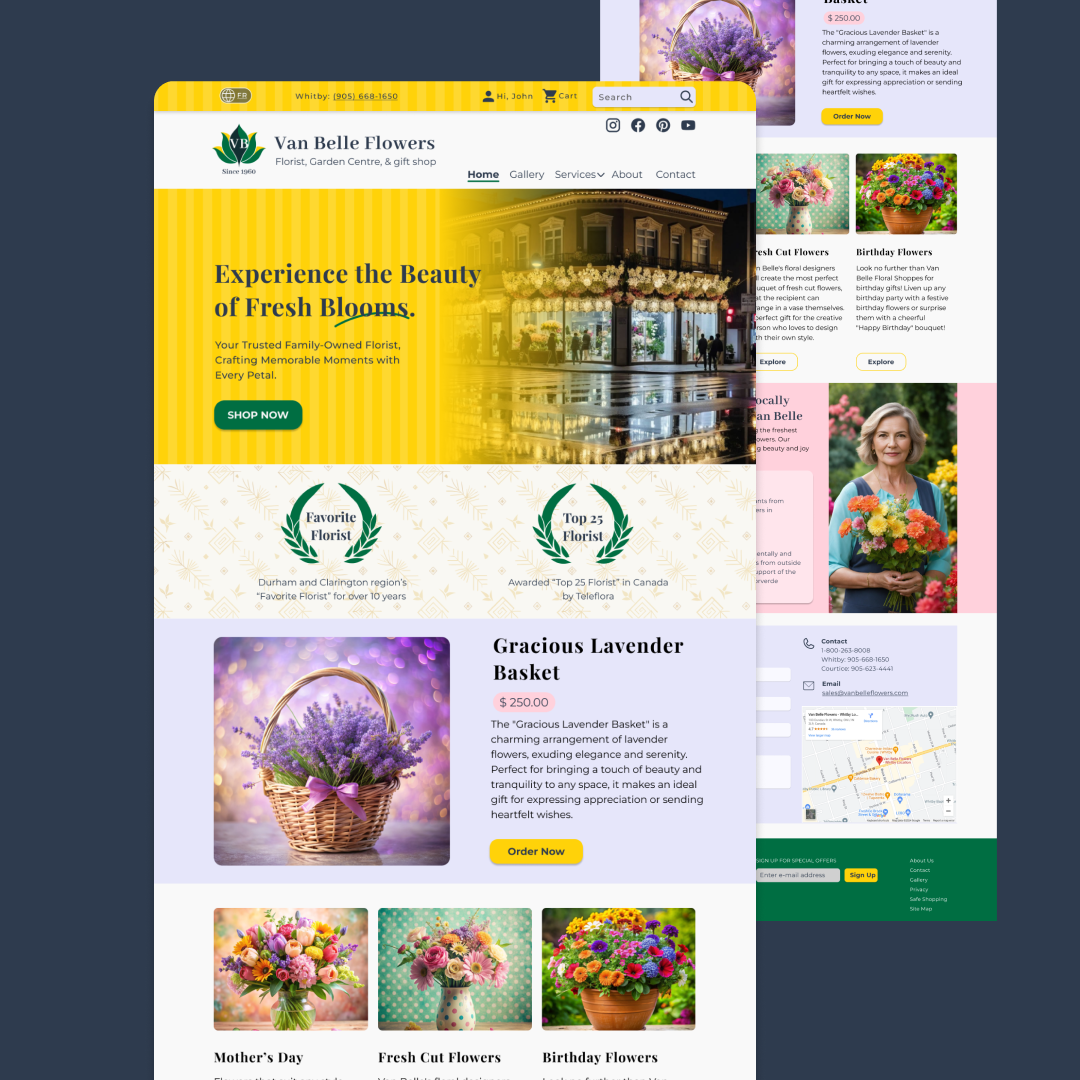 FR
Whitby: (905) 668-1650
Hi, John
Cart
Search
VB
Since 1960
Van Belle Flowers
Florist, Garden Centre, & gift shop
Home
Gallery
Services
About
Contact
Experience the Beauty
of Fresh Blooms.
Your Trusted Family-Owned Florist,
Crafting Memorable Moments with
Every Petal.
SHOP NOW
Favorite
Florist
Durham and Clarington region's
"Favorite Florist" for over 10 years
Top 25
Florist
Awarded "Top 25 Florist" in Canada
by Teleflora
Gracious Lavender
Basket
$ 250.00
The "Gracious Lavender Basket" is a
charming arrangement of lavender
flowers, exuding elegance and serenity.
Perfect for bringing a touch of beauty and
tranquility to any space, it makes an ideal
gift for expressing appreciation or sending
heartfelt wishes.
Order Now
Mother's Day
Fresh Cut Flowers
Birthday Flowers
Basket
$ 250.00
The "Gracious Lavender Basket" is a
charming arrangement of lavender
flowers, exuding elegance and serenity.
Perfect for bringing a touch of beauty and
tranquility to any space, it makes an ideal
gift for expressing appreciation or sending
heartfelt wishes.
Order Now
resh Cut Flowers
n Belle's floral designers
l create the most perfect
uquet of fresh cut flowers,
at the recipient can
range in a vase themselves.
perfect gift for the creative
rson who loves to design
th their own style.
Explore
Birthday Flowers
Look no further than Van
Belle Floral Shoppes for
birthday gifts! Liven up any
birthday party with a festive
birthday flowers or surprise
them with a cheerful
"Happy Birthday" bouquet!
Explore
ocally
an Belle
g the freshest
owers. Our
g beauty and joy
nts from
ers in
entally and
s from outside
upport of the
orverde
Contact
1-800-263-8008
Whitby: 905-668-1650
Courtice: 905-623-4441
Email
sales@vanbelleflowers.com
Van Belle Flowers - Whitby Lo...
SIGN UP FOR SPECIAL OFFERS
Enter e-mail address
Sign Up
About Us
Contact
Gallery
Privacy
Safe Shopping
Site Map